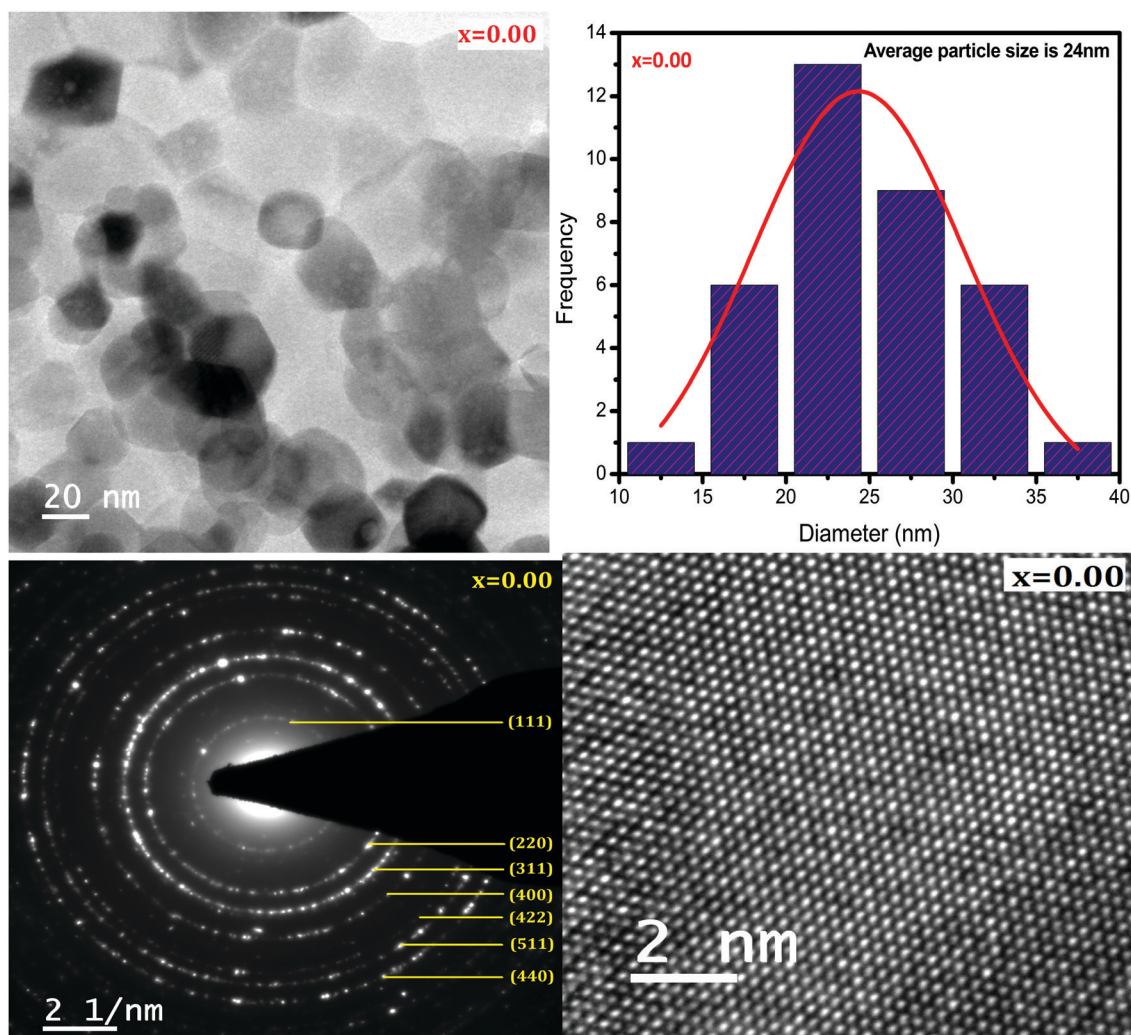 x=0.00
20 nm
x=0.00
Average particle size is 24nm
Frequency
14
12
10
8
6
4
2
0
10 15 20 25 30 35 40
Diameter (nm)
x=0.00
(111)
(220)
(311)
(400)
(422)
(511)
(440)
2 1/nm
x=0.00
2 nm